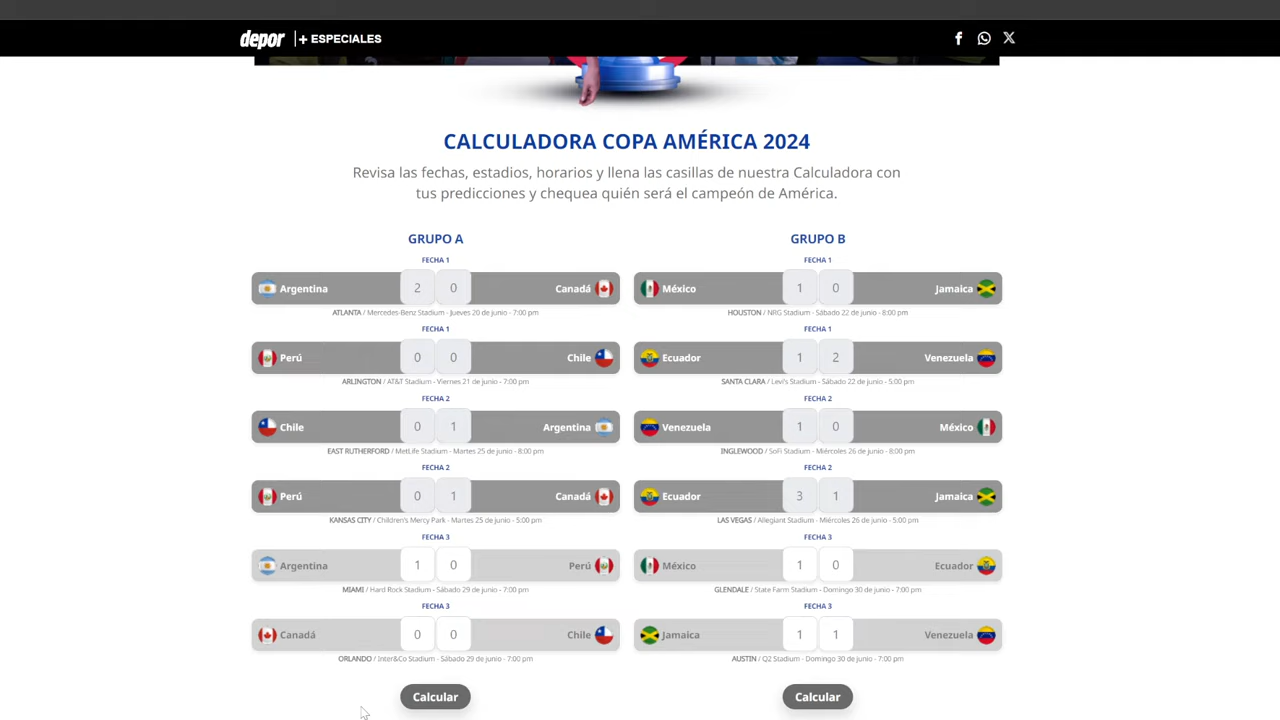 depor + ESPECIALES
CALCULADORA COPA AMÉRICA 2024
Revisa las fechas, estadios, horarios y llena las casillas de nuestra Calculadora con
tus predicciones y chequea quién será el campeón de América.
GRUPO A
FECHA 1
Argentina 2 0 Canadá
ATLANTA / Mercedes-Benz Stadium - Jueves 20 de junio - 7:00 pm
FECHA 1
Perú 0 0 Chile
ARLINGTON / AT&T Stadium - Viernes 21 de junio - 7:00 pm
FECHA 2
Chile 0 1 Argentina
EAST RUTHERFORD / MetLife Stadium - Martes 25 de junio - 8:00 pm
FECHA 2
Perú 0 1 Canadá
KANSAS CITY / Children's Mercy Park - Martes 25 de junio - 5:00 pm
FECHA 3
Argentina 1 0 Perú
MIAMI / Hard Rock Stadium - Sábado 29 de junio - 7:00 pm
FECHA 3
Canadá 0 0 Chile
ORLANDO / Inter&Co Stadium - Sábado 29 de junio - 7:00 pm
Calcular
GRUPO B
FECHA 1
México 1 0 Jamaica
HOUSTON / NRG Stadium - Sábado 22 de junio - 8:00 pm
FECHA 1
Ecuador 1 2 Venezuela
SANTA CLARA / Levi's Stadium - Sábado 22 de junio - 5:00 pm
FECHA 2
Venezuela 1 0 México
INGLEWOOD / SoFi Stadium - Miércoles 26 de junio - 8:00 pm
FECHA 2
Ecuador 3 1 Jamaica
LAS VEGAS / Allegiant Stadium - Miércoles 26 de junio - 5:00 pm
FECHA 3
México 1 0 Ecuador
GLENDALE / State Farm Stadium - Domingo 30 de junio - 7:00 pm
FECHA 3
Jamaica 1 1 Venezuela
AUSTIN / Q2 Stadium - Domingo 30 de junio - 7:00 pm
Calcular